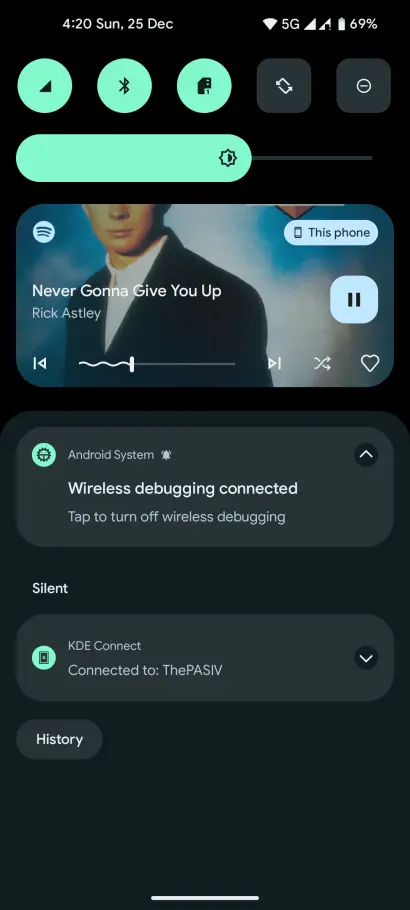 4:20 Sun, 25 Dec
5G 69%
This phone
Never Gonna Give You Up
Rick Astley
Android System
Wireless debugging connected
Tap to turn off wireless debugging
Silent
KDE Connect
Connected to: ThePASIV
History